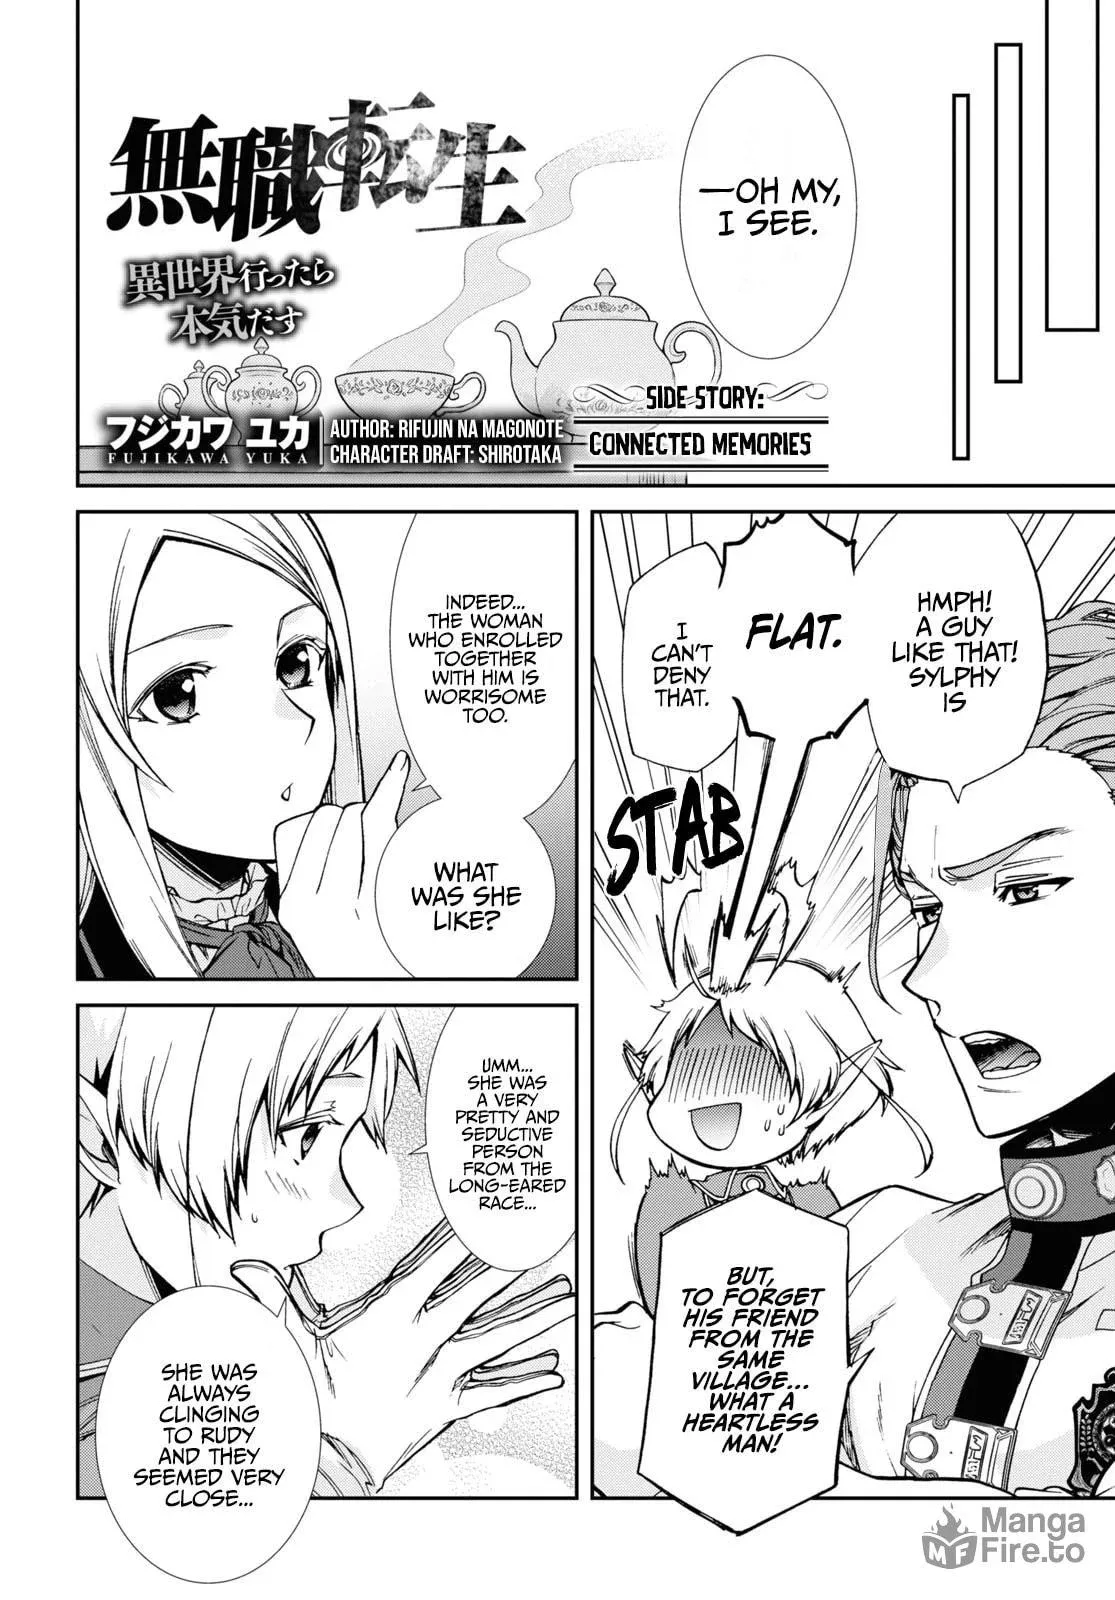 無職転生
異世界行ったら
本気だす
フジカワ ユカ
FUJIKAWA YUKA
AUTHOR: RIFUJIN NA MAGONOTE
CHARACTER DRAFT: SHIROTAKA
SIDE STORY:
CONNECTED MEMORIES
—OH MY,
I SEE.
HMPH!
A GUY
LIKE THAT!
SYLPHY
IS
FLAT.
I
CAN'T
DENY
THAT.
STAB
BUT,
TO FORGET
HIS FRIEND
FROM THE
SAME
VILLAGE...
WHAT A
HEARTLESS
MAN!
INDEED...
THE WOMAN
WHO ENROLLED
TOGETHER
WITH HIM IS
WORRISOME
TOO.
WHAT
WAS SHE
LIKE?
UMM...
SHE WAS
A VERY
PRETTY AND
SEDUCTIVE
PERSON
FROM THE
LONG-EARED
RACE...
SHE WAS
ALWAYS
CLINGING
TO RUDY
AND THEY
SEEMED VERY
CLOSE...
MF
Manga
Fire.to